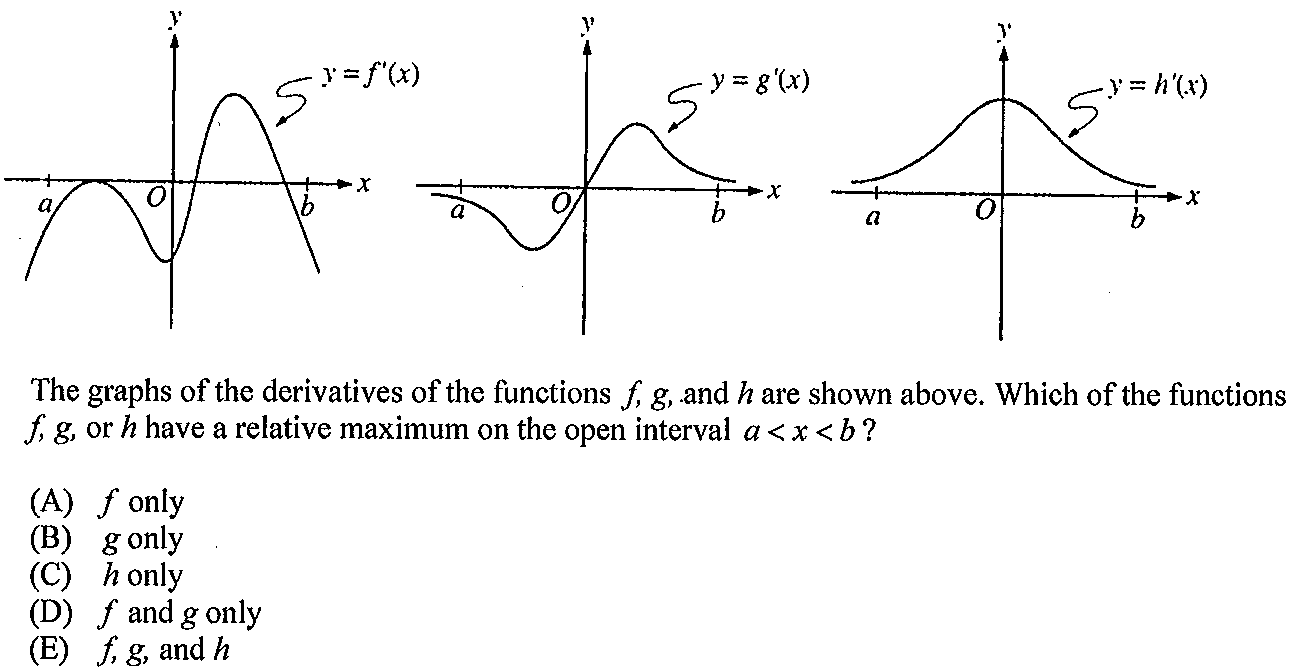 y y y
y = f'(x) y = g'(x) y = h'(x)
a O b x a O b x a O b x
The graphs of the derivatives of the functions f, g, and h are shown above. Which of the functions
f, g, or h have a relative maximum on the open interval a < x < b ?
(A) f only
(B) g only
(C) h only
(D) f and g only
(E) f, g, and h